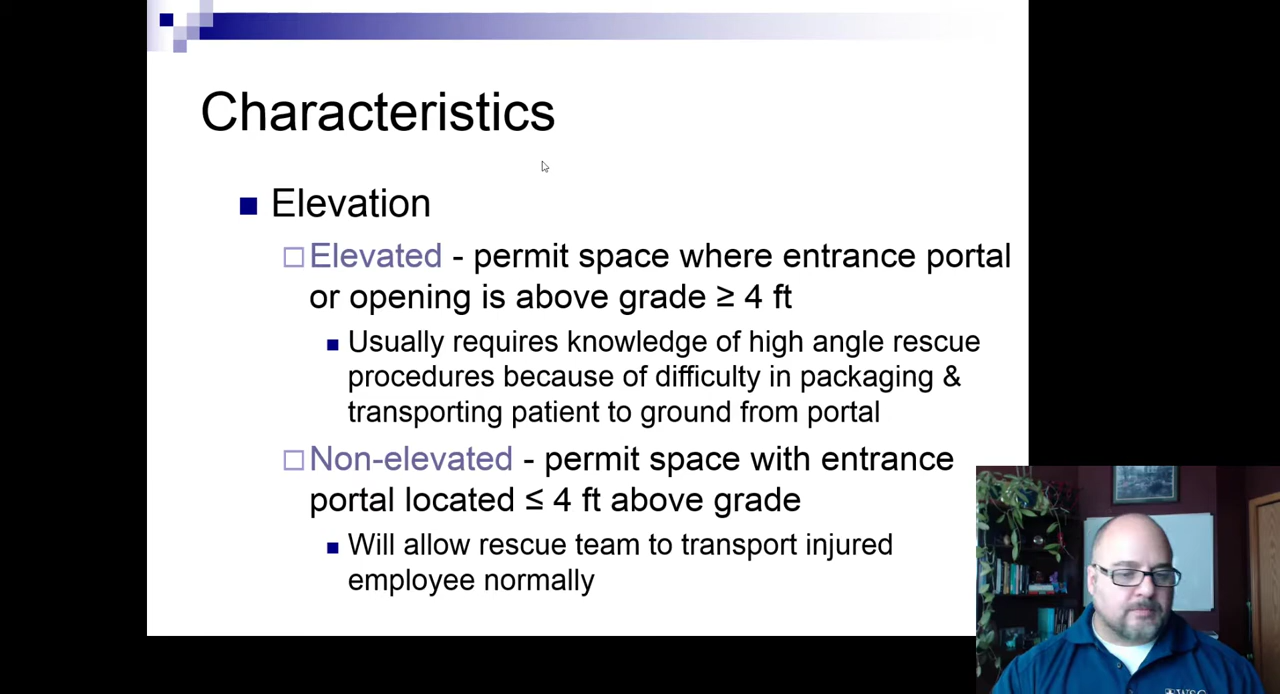 Characteristics
Elevation
Elevated - permit space where entrance portal
or opening is above grade ≥ 4 ft
Usually requires knowledge of high angle rescue
procedures because of difficulty in packaging &
transporting patient to ground from portal
Non-elevated - permit space with entrance
portal located ≤ 4 ft above grade
Will allow rescue team to transport injured
employee normally